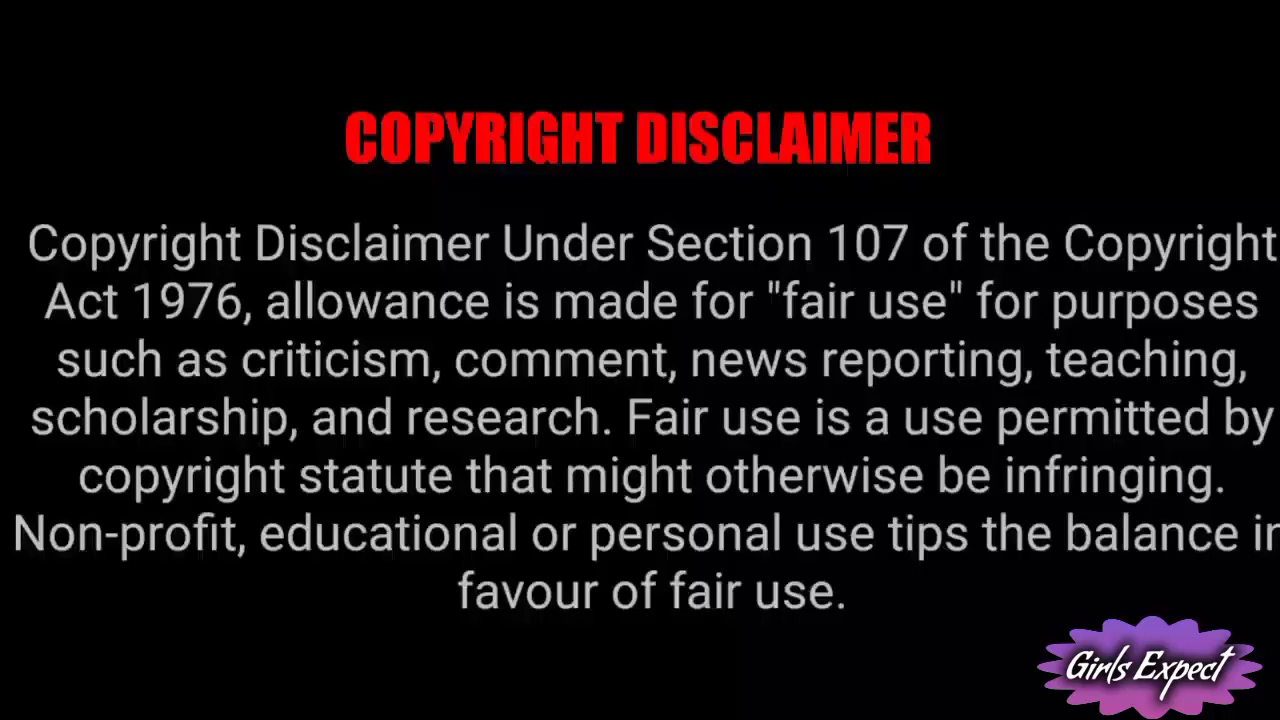 COPYRIGHT DISCLAIMER
Copyright Disclaimer Under Section 107 of the Copyright
Act 1976, allowance is made for "fair use" for purposes
such as criticism, comment, news reporting, teaching,
scholarship, and research. Fair use is a use permitted by
copyright statute that might otherwise be infringing.
Non-profit, educational or personal use tips the balance in
favour of fair use.
Girls Expect